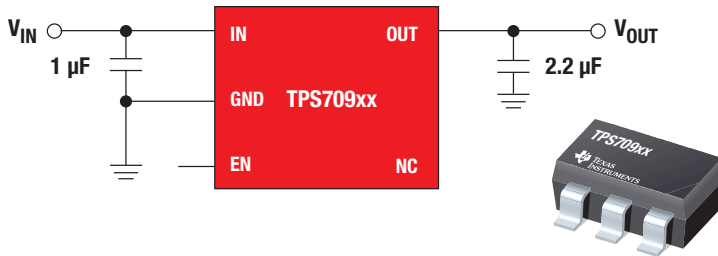 VIN
IN
OUT
VOUT
1 µF
2.2 µF
GND
TPS709xx
EN
NC
TPS709xx
TEXAS
INSTRUMENTS